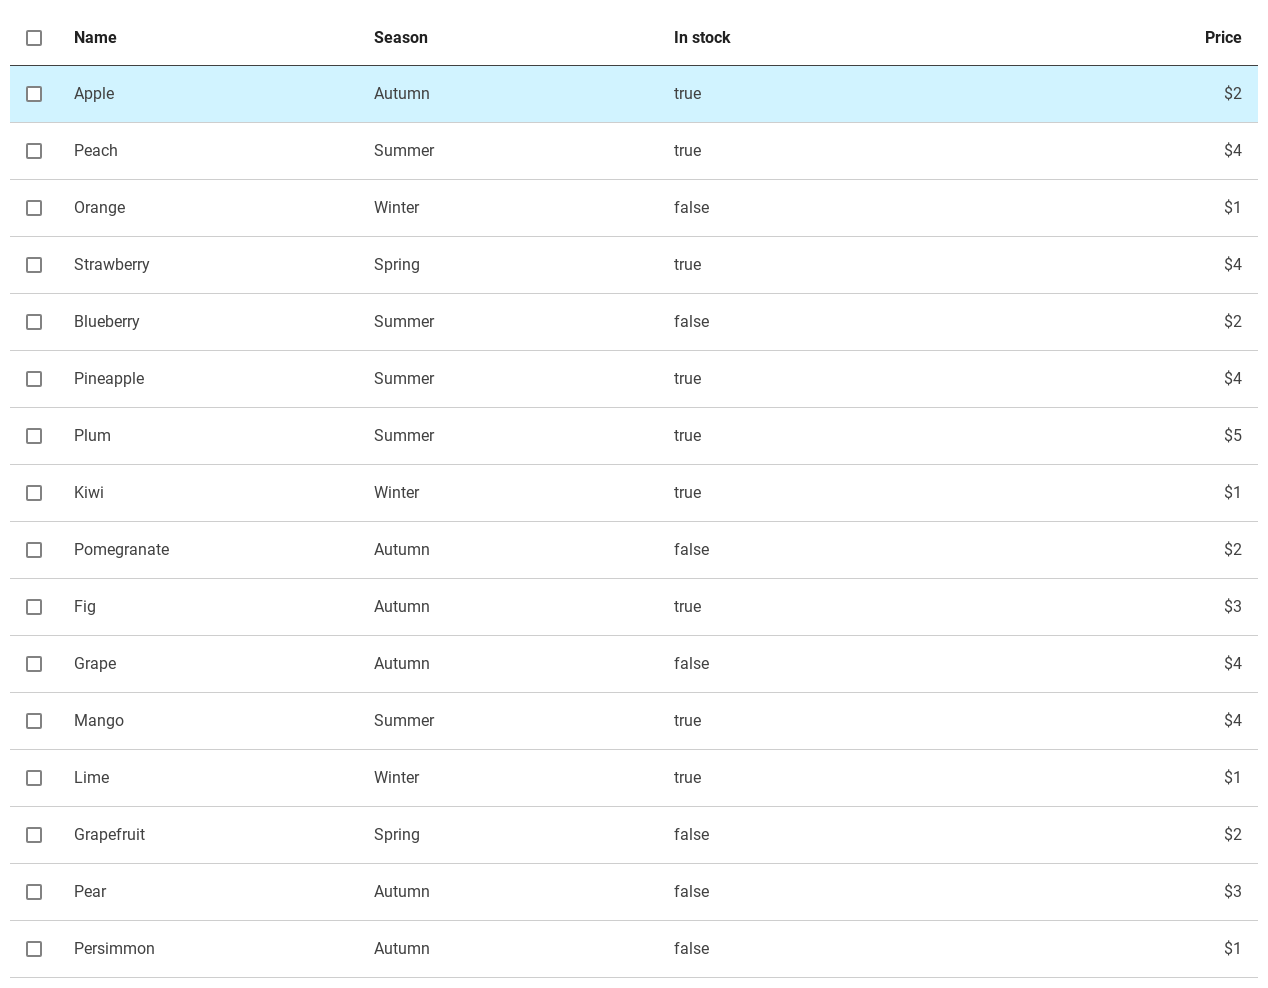 Name Season In stock Price
Apple Autumn true $2
Peach Summer true $4
Orange Winter false $1
Strawberry Spring true $4
Blueberry Summer false $2
Pineapple Summer true $4
Plum Summer true $5
Kiwi Winter true $1
Pomegranate Autumn false $2
Fig Autumn true $3
Grape Autumn false $4
Mango Summer true $4
Lime Winter true $1
Grapefruit Spring false $2
Pear Autumn false $3
Persimmon Autumn false $1